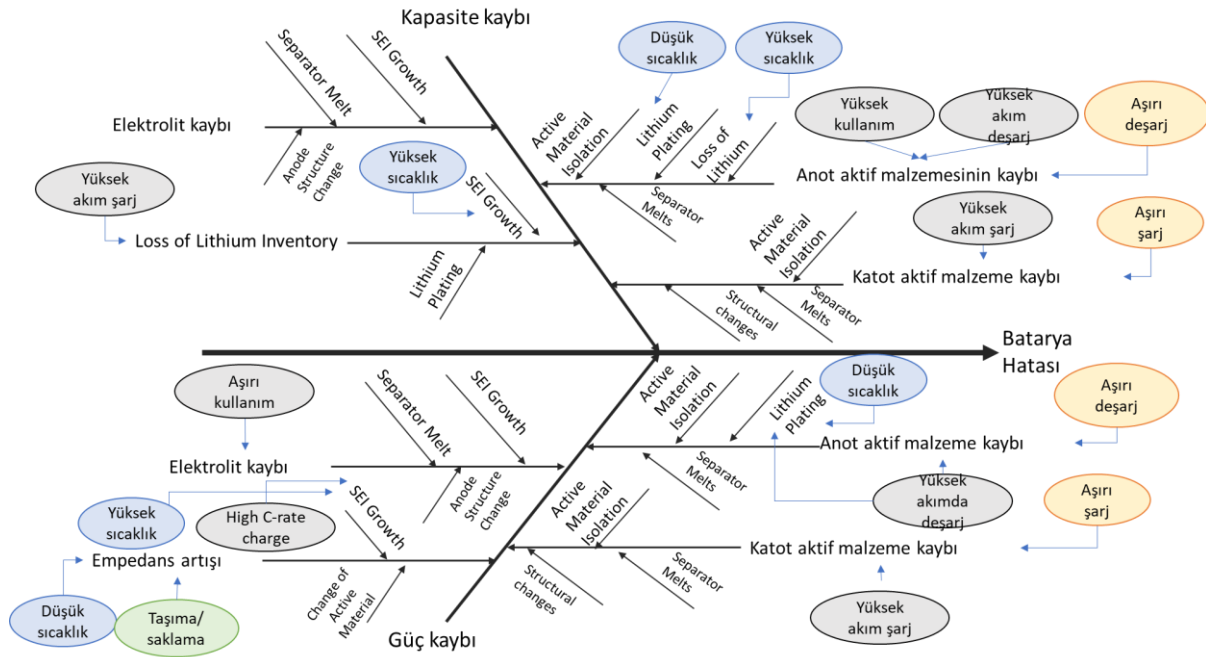 Kapasite kaybı
Separator Melt
SEI Growth
Elektrolit kaybı
Anode
Structure
Change
Yüksek
akım şarj
Loss of Lithium Inventory
Yüksek
sıcaklık
SEI Growth
Lithium
Plating
Düşük
sıcaklık
Yüksek
sıcaklık
Active
Material
Isolation
Lithium
Plating
Loss of
Lithium
Separator
Melts
Yüksek
kullanım
Yüksek
akım
deşarj
Aşırı
deşarj
Anot aktif malzemesinin kaybı
Yüksek
akım şarj
Aşırı
şarj
Active
Material
Isolation
Katot aktif malzeme kaybı
Structural
changes
Separator
Melts
Batarya
Hatası
Aşırı
kullanım
Separator Melt
SEI Growth
Elektrolit kaybı
Anode
Structure
Change
Yüksek
sıcaklık
High C-rate
charge
SEI Growth
Empedans artışı
Change of
Active
Material
Düşük
sıcaklık
Taşıma/
saklama
Güç kaybı
Active
Material
Isolation
Lithium
Plating
Düşük
sıcaklık
Aşırı
deşarj
Anot aktif malzeme kaybı
Separator
Melts
Yüksek
akımda
deşarj
Aşırı
şarj
Active
Material
Isolation
Katot aktif malzeme kaybı
Structural
changes
Separator
Melts
Yüksek
akım şarj